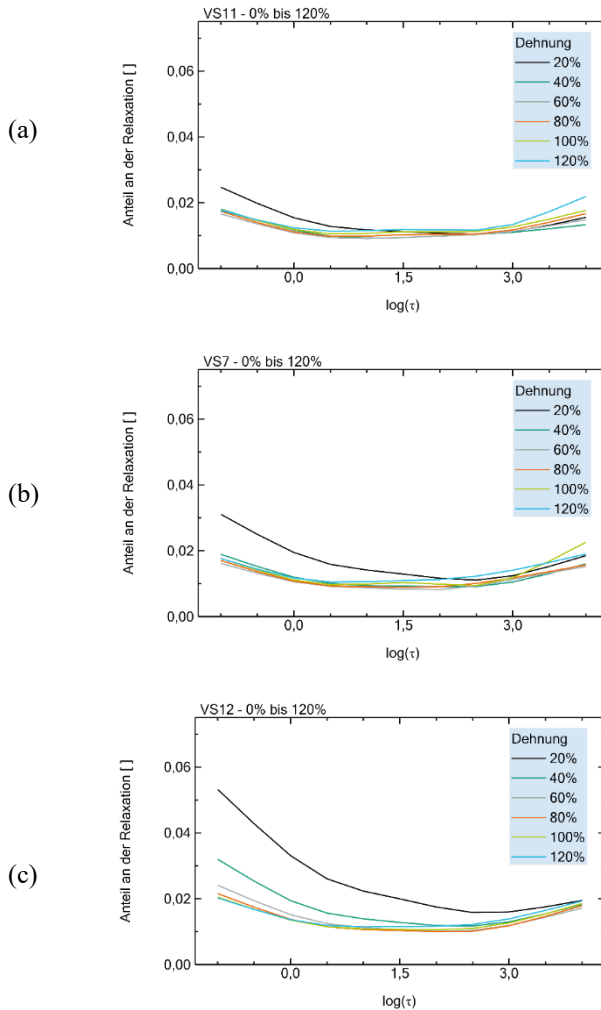 (a)
VS11 - 0% bis 120%
Anteil an der Relaxation [ ]
0,06
0,04
0,02
0,00
0,0 1,5 3,0
log(τ)
Dehnung
20%
40%
60%
80%
100%
120%
(b)
VS7 - 0% bis 120%
Anteil an der Relaxation [ ]
0,06
0,04
0,02
0,00
0,0 1,5 3,0
log(τ)
Dehnung
20%
40%
60%
80%
100%
120%
(c)
VS12 - 0% bis 120%
Anteil an der Relaxation [ ]
0,06
0,04
0,02
0,00
0,0 1,5 3,0
log(τ)
Dehnung
20%
40%
60%
80%
100%
120%